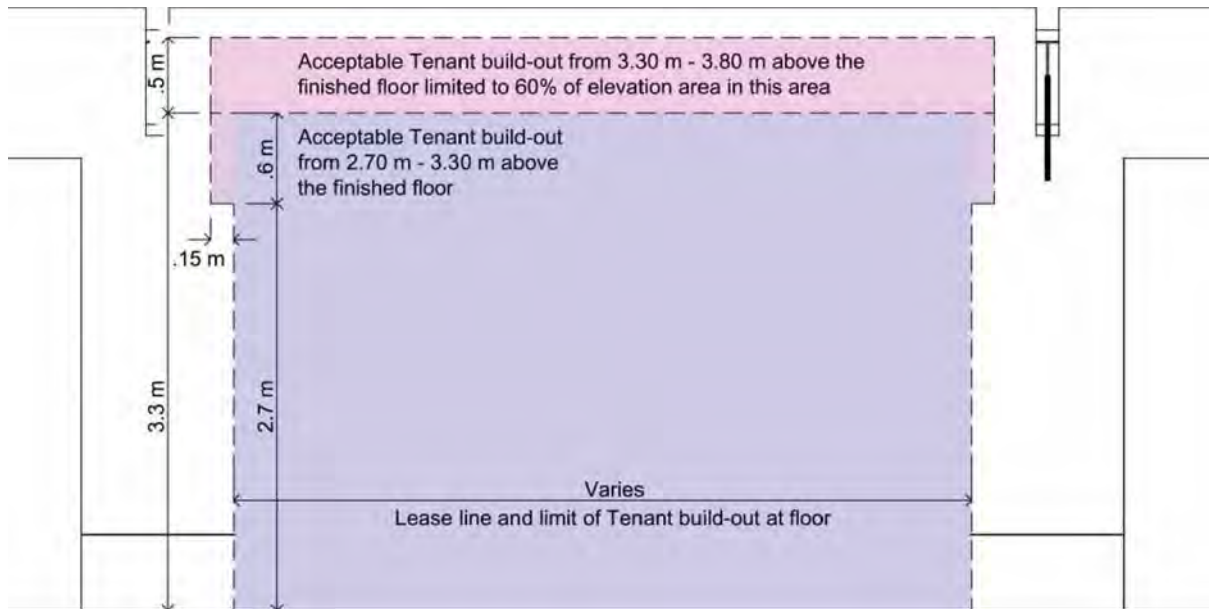 Acceptable Tenant build-out from 3.30 m - 3.80 m above the
finished floor limited to 60% of elevation area in this area
.5 m
Acceptable Tenant build-out
from 2.70 m - 3.30 m above
the finished floor
.6 m
.15 m
3.3 m
2.7 m
Varies
Lease line and limit of Tenant build-out at floor